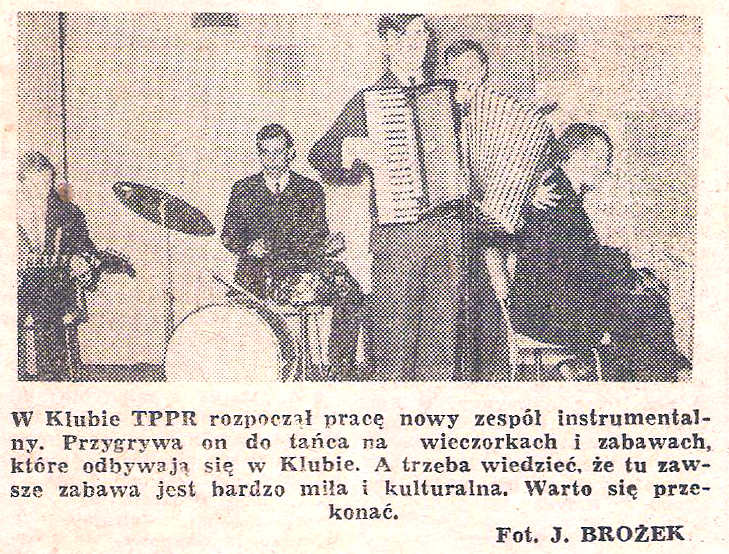 W Klubie TPPR rozpoczął pracę nowy zespół instrumental-
ny. Przygrywa on do tańca na wieczorkach i zabawach,
które odbywają się w Klubie. A trzeba wiedzieć, że tu zaw-
sze zabawa jest bardzo miła i kulturalna. Warto się prze-
konać.
Fot. J. BROŻEK